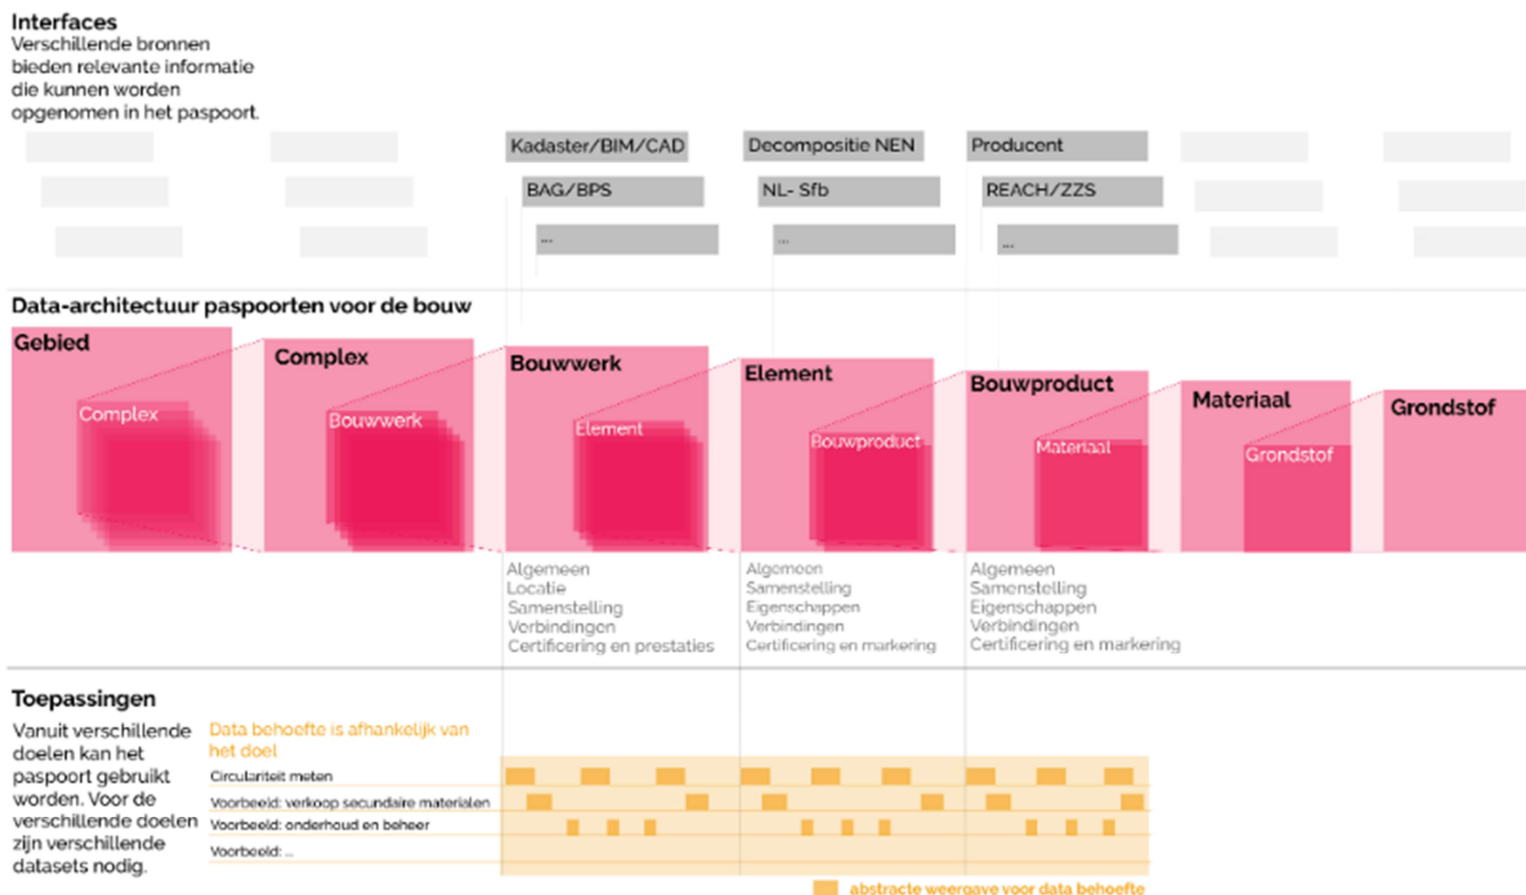 Interfaces
Verschillende bronnen
bieden relevante informatie
die kunnen worden
opgenomen in het paspoort.
Kadaster/BIM/CAD
Decompositie NEN
Producent
BAG/BPS
NL- Sfb
REACH/ZZS
...
...
...
Data-architectuur paspoorten voor de bouw
Gebied
Complex
Bouwwerk
Element
Bouwproduct
Materiaal
Grondstof
Complex
Bouwwerk
Element
Bouwproduct
Materiaal
Grondstof
Algemeen
Locatie
Samenstelling
Verbindingen
Certificering en prestaties
Algemeen
Samenstelling
Eigenschappen
Verbindingen
Certificering en markering
Algemeen
Samenstelling
Eigenschappen
Verbindingen
Certificering en markering
Toepassingen
Vanuit verschillende
doelen kan het
paspoort gebruikt
worden. Voor de
verschillende doelen
zijn verschillende
datasets nodig.
Data behoefte is afhankelijk van
het doel
Circulariteit meten
Voorbeeld: verkoop secundaire materialen
Voorbeeld: onderhoud en beheer
Voorbeeld: ...
abstracte weergave voor data behoefte